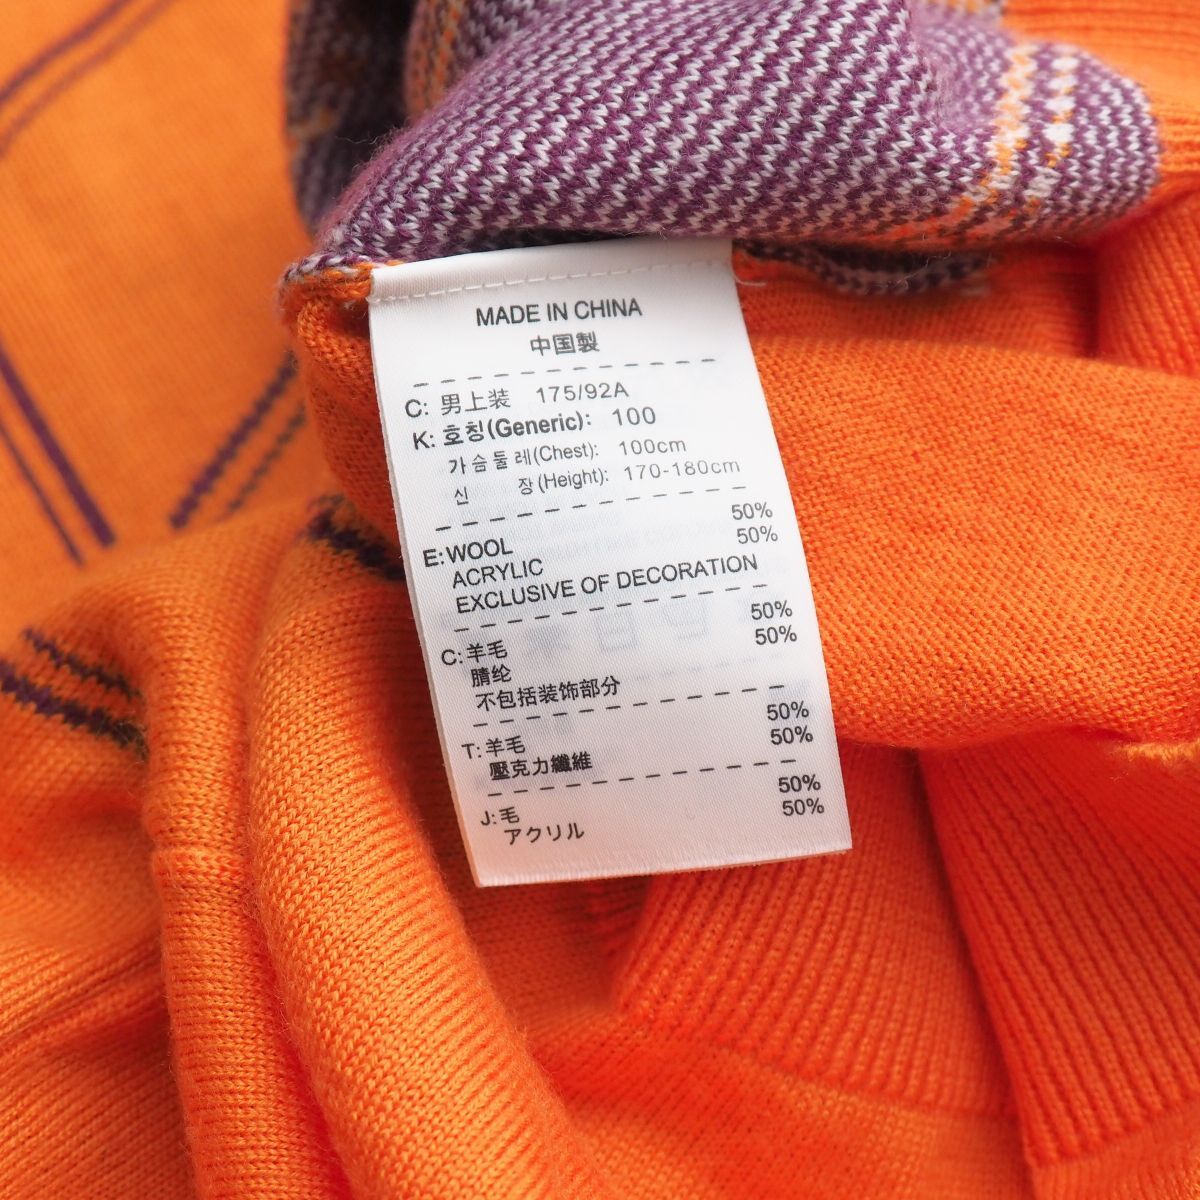 MADE IN CHINA
中国製
C: 男上装 175/92A
K: 호칭(Generic): 100
가슴둘레(Chest): 100cm
신 장(Height): 170-180cm
E: WOOL 50%
ACRYLIC 50%
EXCLUSIVE OF DECORATION
C: 羊毛 50%
腈纶 50%
不包括装饰部分
T: 羊毛 50%
壓克力纖維 50%
J: 毛 50%
アクリル 50%